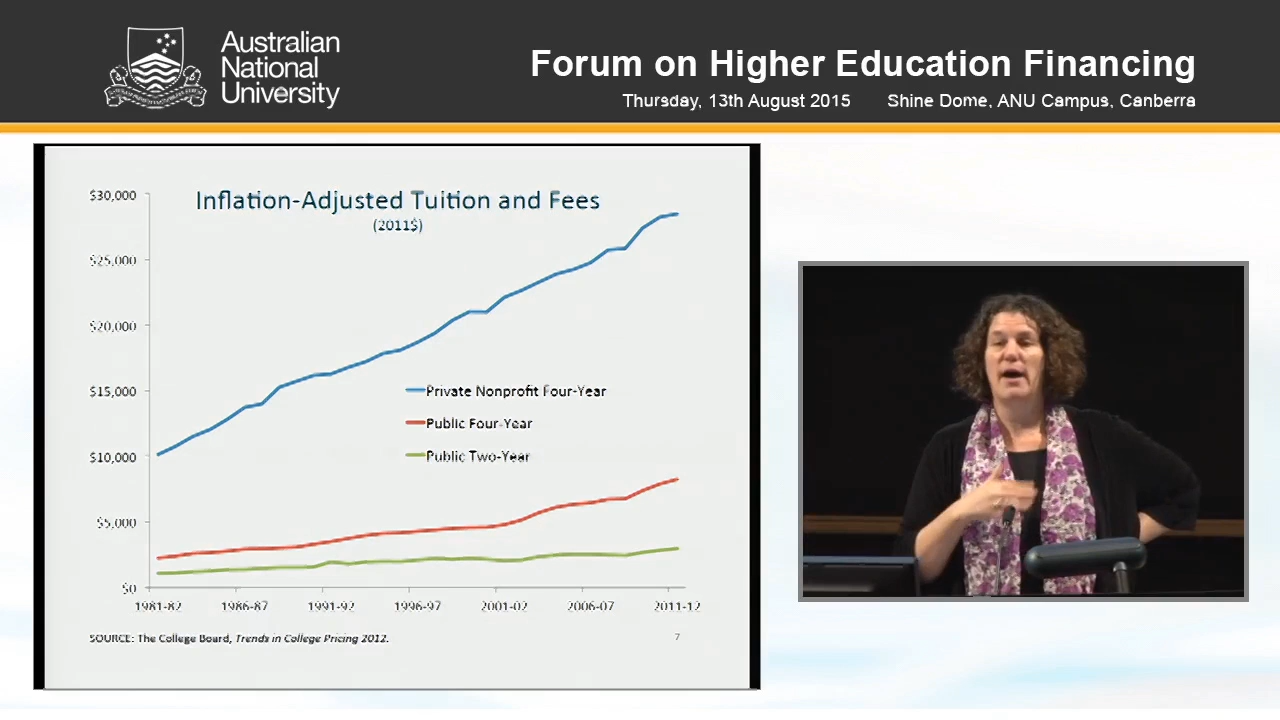 Australian
National
University
Forum on Higher Education Financing
Thursday, 13th August 2015 Shine Dome, ANU Campus, Canberra
Inflation-Adjusted Tuition and Fees
(2011$)
$30,000
$25,000
$20,000
$15,000
$10,000
$5,000
$0
Private Nonprofit Four-Year
Public Four-Year
Public Two-Year
1981-82 1986-87 1991-92 1996-97 2001-02 2006-07 2011-12
SOURCE: The College Board, Trends in College Pricing 2012.
7